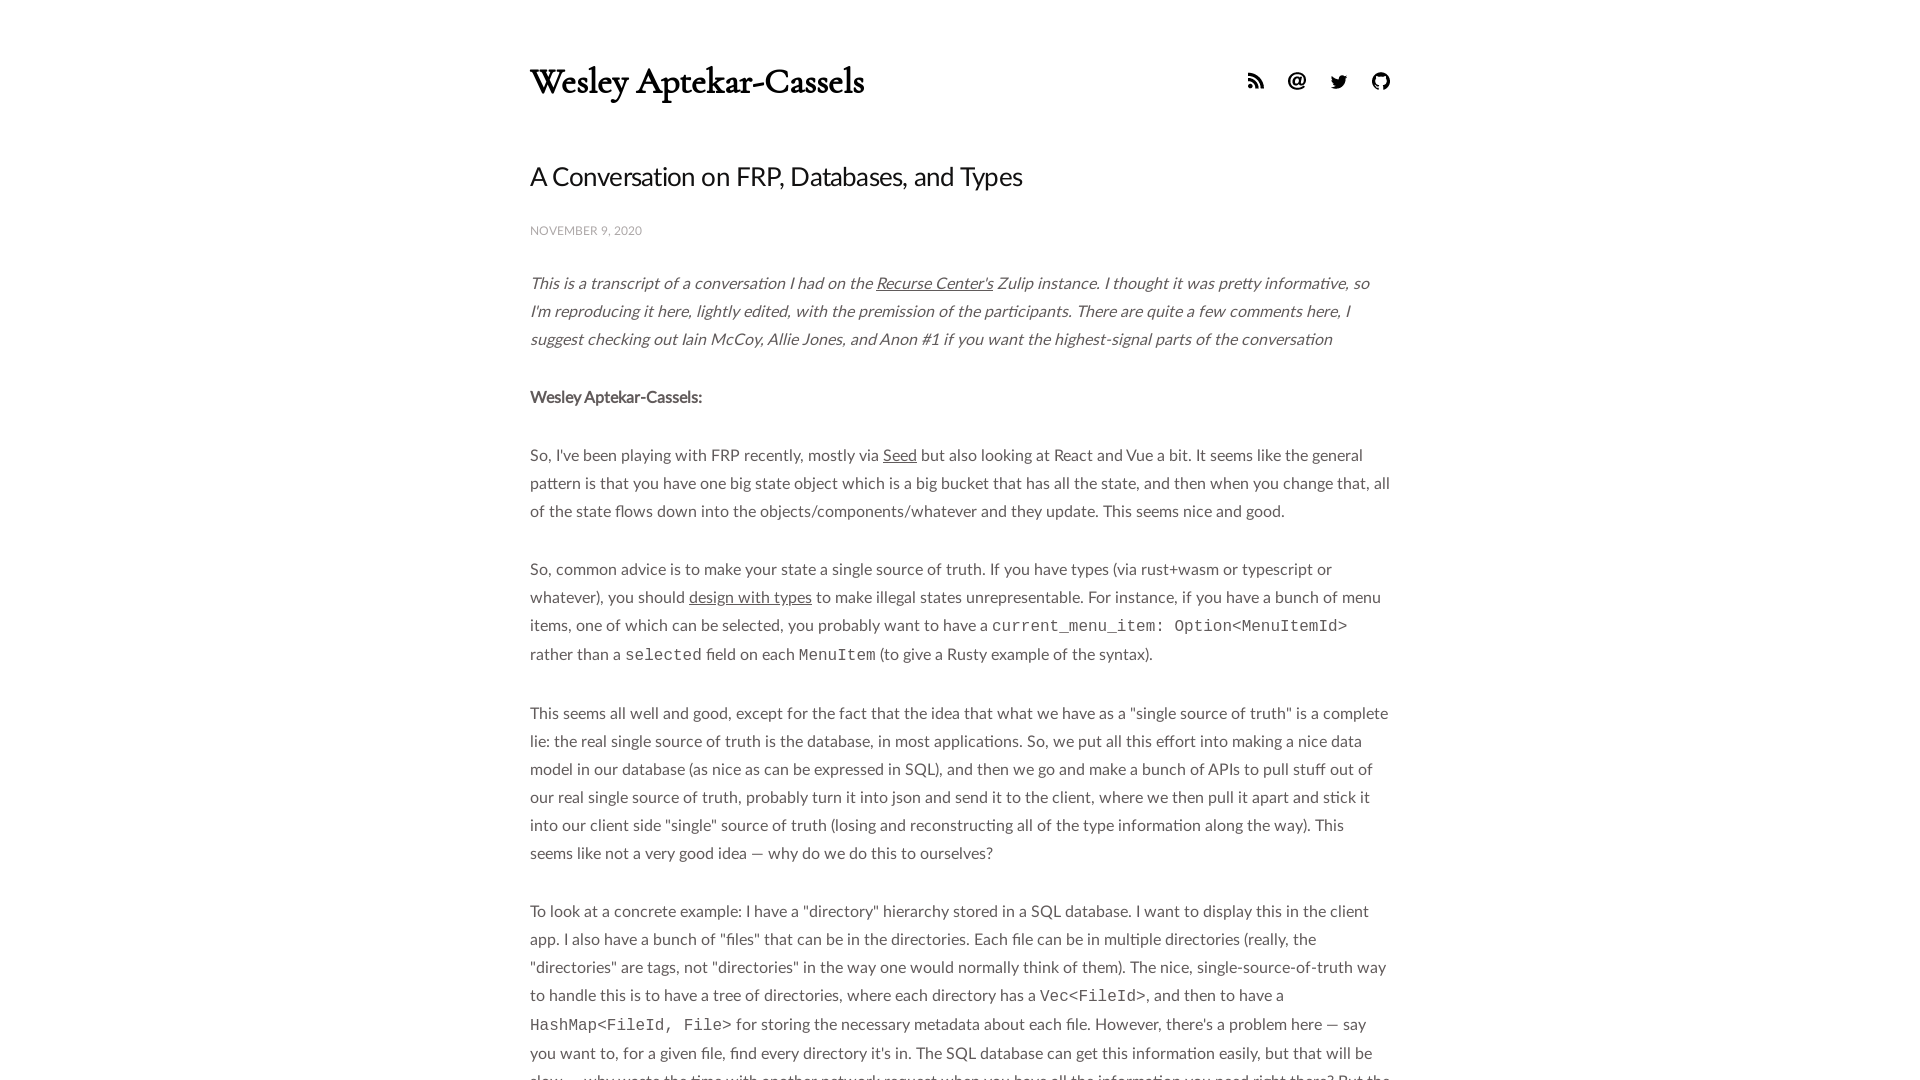 Wesley Aptekar-Cassels
A Conversation on FRP, Databases, and Types
NOVEMBER 9, 2020
This is a transcript of a conversation I had on the Recurse Center's Zulip instance. I thought it was pretty informative, so
I'm reproducing it here, lightly edited, with the premission of the participants. There are quite a few comments here, I
suggest checking out Iain McCoy, Allie Jones, and Anon #1 if you want the highest-signal parts of the conversation
Wesley Aptekar-Cassels:
So, I've been playing with FRP recently, mostly via Seed but also looking at React and Vue a bit. It seems like the general
pattern is that you have one big state object which is a big bucket that has all the state, and then when you change that, all
of the state flows down into the objects/components/whatever and they update. This seems nice and good.
So, common advice is to make your state a single source of truth. If you have types (via rust+wasm or typescript or
whatever), you should design with types to make illegal states unrepresentable. For instance, if you have a bunch of menu
items, one of which can be selected, you probably want to have a current_menu_item: Option<MenuItemId>
rather than a selected field on each MenuItem (to give a Rusty example of the syntax).
This seems all well and good, except for the fact that the idea that what we have as a "single source of truth" is a complete
lie: the real single source of truth is the database, in most applications. So, we put all this effort into making a nice data
model in our database (as nice as can be expressed in SQL), and then we go and make a bunch of APIs to pull stuff out of
our real single source of truth, probably turn it into json and send it to the client, where we then pull it apart and stick it
into our client side "single" source of truth (losing and reconstructing all of the type information along the way). This
seems like not a very good idea — why do we do this to ourselves?
To look at a concrete example: I have a "directory" hierarchy stored in a SQL database. I want to display this in the client
app. I also have a bunch of "files" that can be in the directories. Each file can be in multiple directories (really, the
"directories" are tags, not "directories" in the way one would normally think of them). The nice, single-source-of-truth way
to handle this is to have a tree of directories, where each directory has a Vec<FileId>, and then to have a
HashMap<FileId, File> for storing the necessary metadata about each file. However, there's a problem here — say
you want to, for a given file, find every directory it's in. The SQL database can get this information easily, but that will be
slow — why waste the time with another network request when you have all the information you need right there? But the